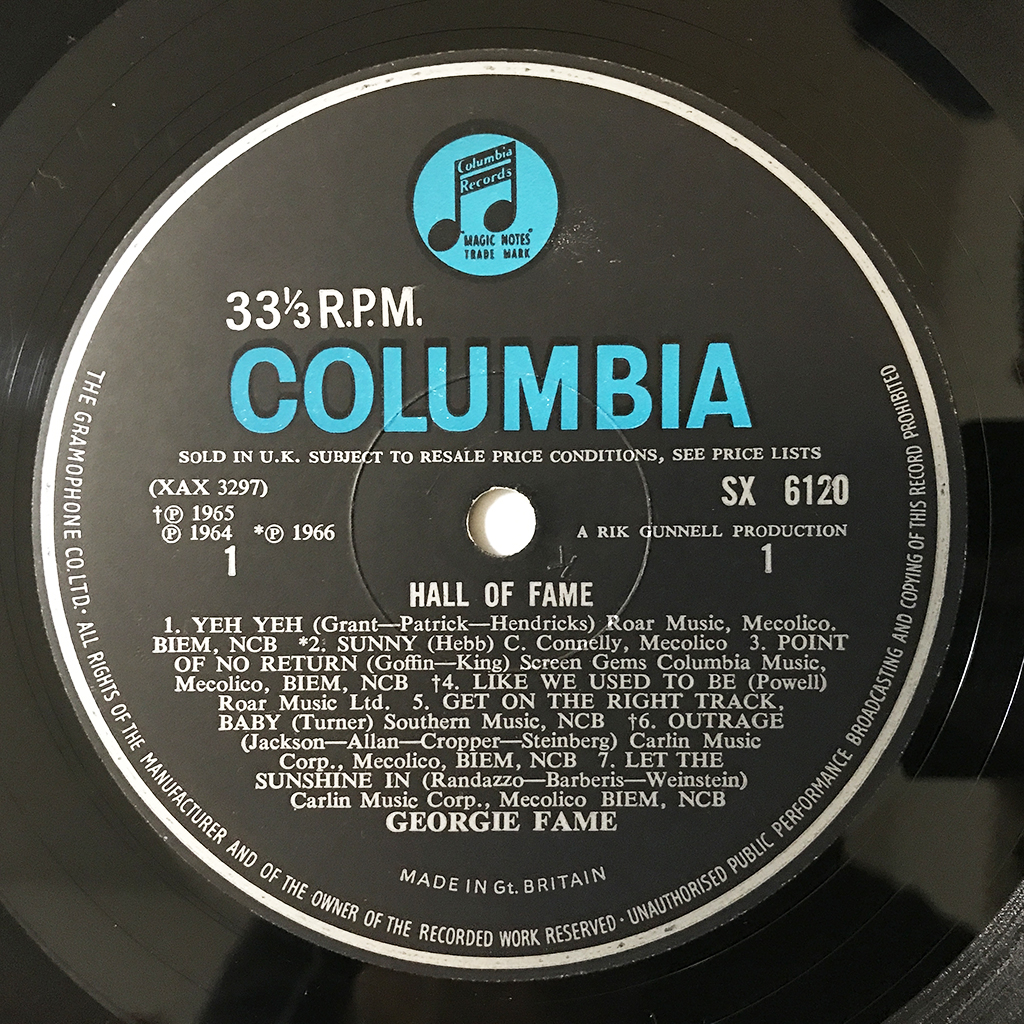 Columbia
Records
"MAGIC NOTES"
TRADE MARK
33⅓ R.P.M.
COLUMBIA
SOLD IN U.K. SUBJECT TO RESALE PRICE CONDITIONS, SEE PRICE LISTS
(XAX 3297)
SX 6120
†℗ 1965
℗ 1964 *℗ 1966
A RIK GUNNELL PRODUCTION
1
1
HALL OF FAME
1. YEH YEH (Grant—Patrick—Hendricks) Roar Music, Mecolico.
BIEM, NCB *2. SUNNY (Hebb) C. Connelly, Mecolico 3. POINT
OF NO RETURN (Goffin—King) Screen Gems Columbia Music,
Mecolico, BIEM, NCB †4. LIKE WE USED TO BE (Powell)
Roar Music Ltd. 5. GET ON THE RIGHT TRACK,
BABY (Turner) Southern Music, NCB †6. OUTRAGE
(Jackson—Allan—Cropper—Steinberg) Carlin Music
Corp., Mecolico, BIEM, NCB 7. LET THE
SUNSHINE IN (Randazzo—Barberis—Weinstein)
Carlin Music Corp., Mecolico BIEM, NCB
GEORGIE FAME
MADE IN Gt. BRITAIN
THE GRAMOPHONE CO. LTD. · ALL RIGHTS OF THE MANUFACTURER AND OF THE OWNER OF THE RECORDED WORK RESERVED · UNAUTHORISED PUBLIC PERFORMANCE BROADCASTING AND COPYING OF THIS RECORD PROHIBITED